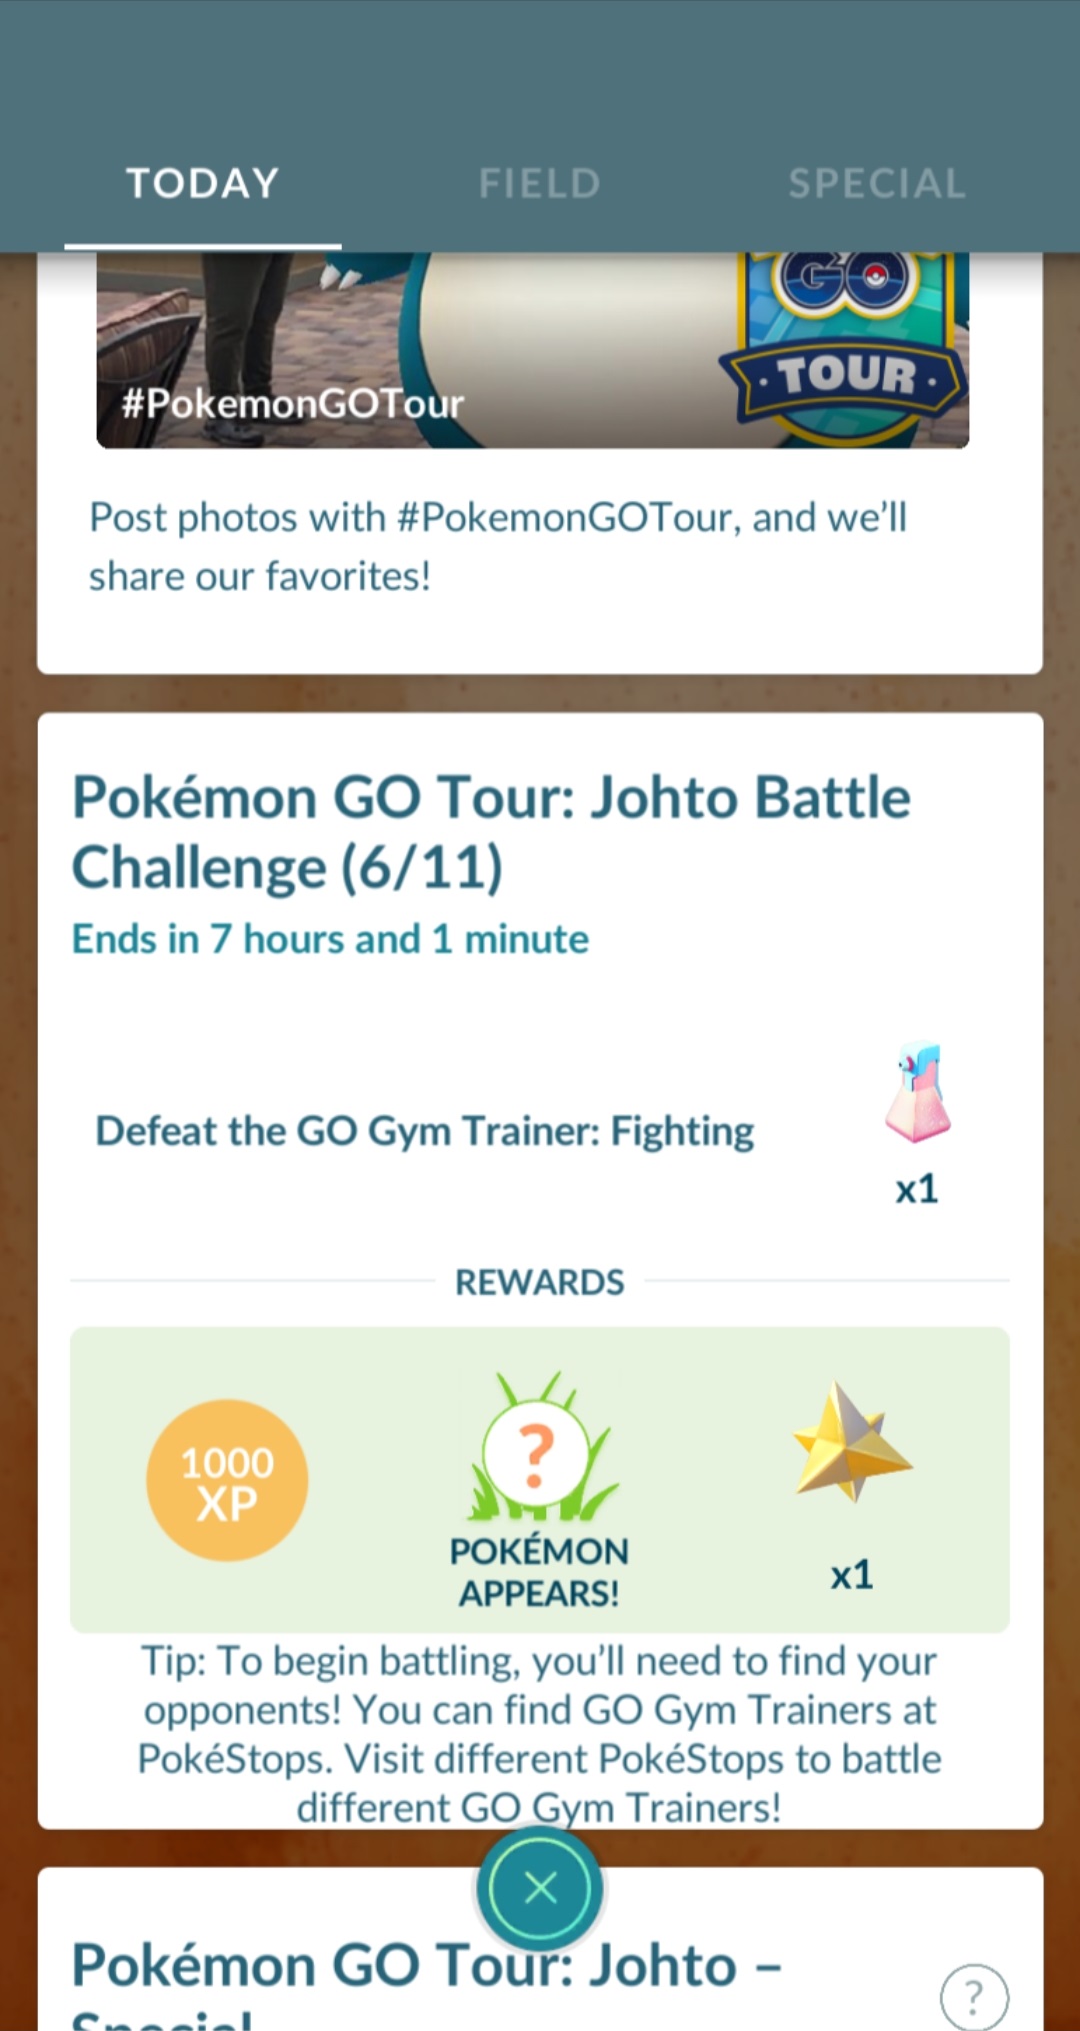 TODAY
FIELD
SPECIAL
GO
TOUR
#PokemonGOTour
Post photos with #PokemonGOTour, and we’ll
share our favorites!
Pokémon GO Tour: Johto Battle
Challenge (6/11)
Ends in 7 hours and 1 minute
Defeat the GO Gym Trainer: Fighting
x1
REWARDS
1000
XP
?
POKÉMON
APPEARS!
x1
Tip: To begin battling, you’ll need to find your
opponents! You can find GO Gym Trainers at
PokéStops. Visit different PokéStops to battle
different GO Gym Trainers!
Pokémon GO Tour: Johto –
?
Special